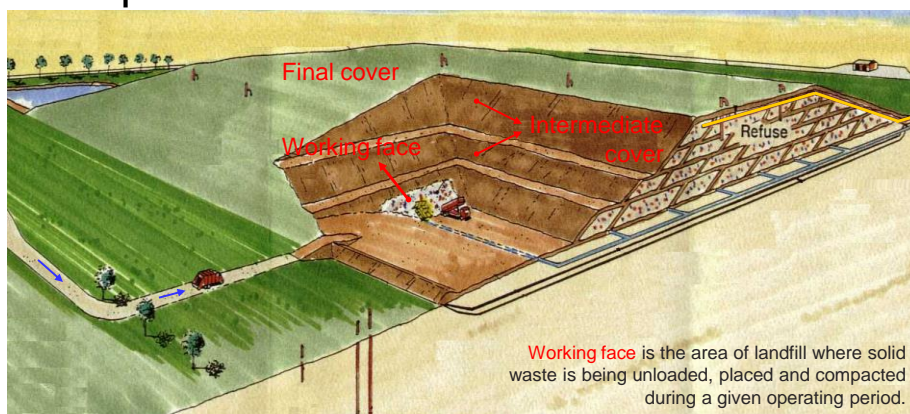 Final cover
Intermediate
cover
Refuse
Working face
Working face is the area of landfill where solid
waste is being unloaded, placed and compacted
during a given operating period.